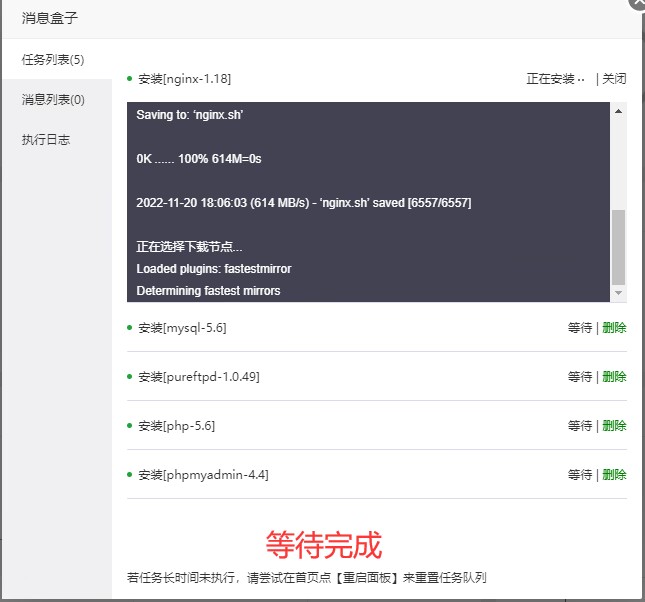 消息盒子
任务列表(5)
消息列表(0)
执行日志
安装[nginx-1.18] 正在安装·· | 关闭
Saving to: ‘nginx.sh’
0K ...... 100% 614M=0s
2022-11-20 18:06:03 (614 MB/s) - ‘nginx.sh’ saved [6557/6557]
正在选择下载节点...
Loaded plugins: fastestmirror
Determining fastest mirrors
安装[mysql-5.6] 等待 | 删除
安装[pureftpd-1.0.49] 等待 | 删除
安装[php-5.6] 等待 | 删除
安装[phpmyadmin-4.4] 等待 | 删除
等待完成
若任务长时间未执行，请尝试在首页点【重启面板】来重置任务队列